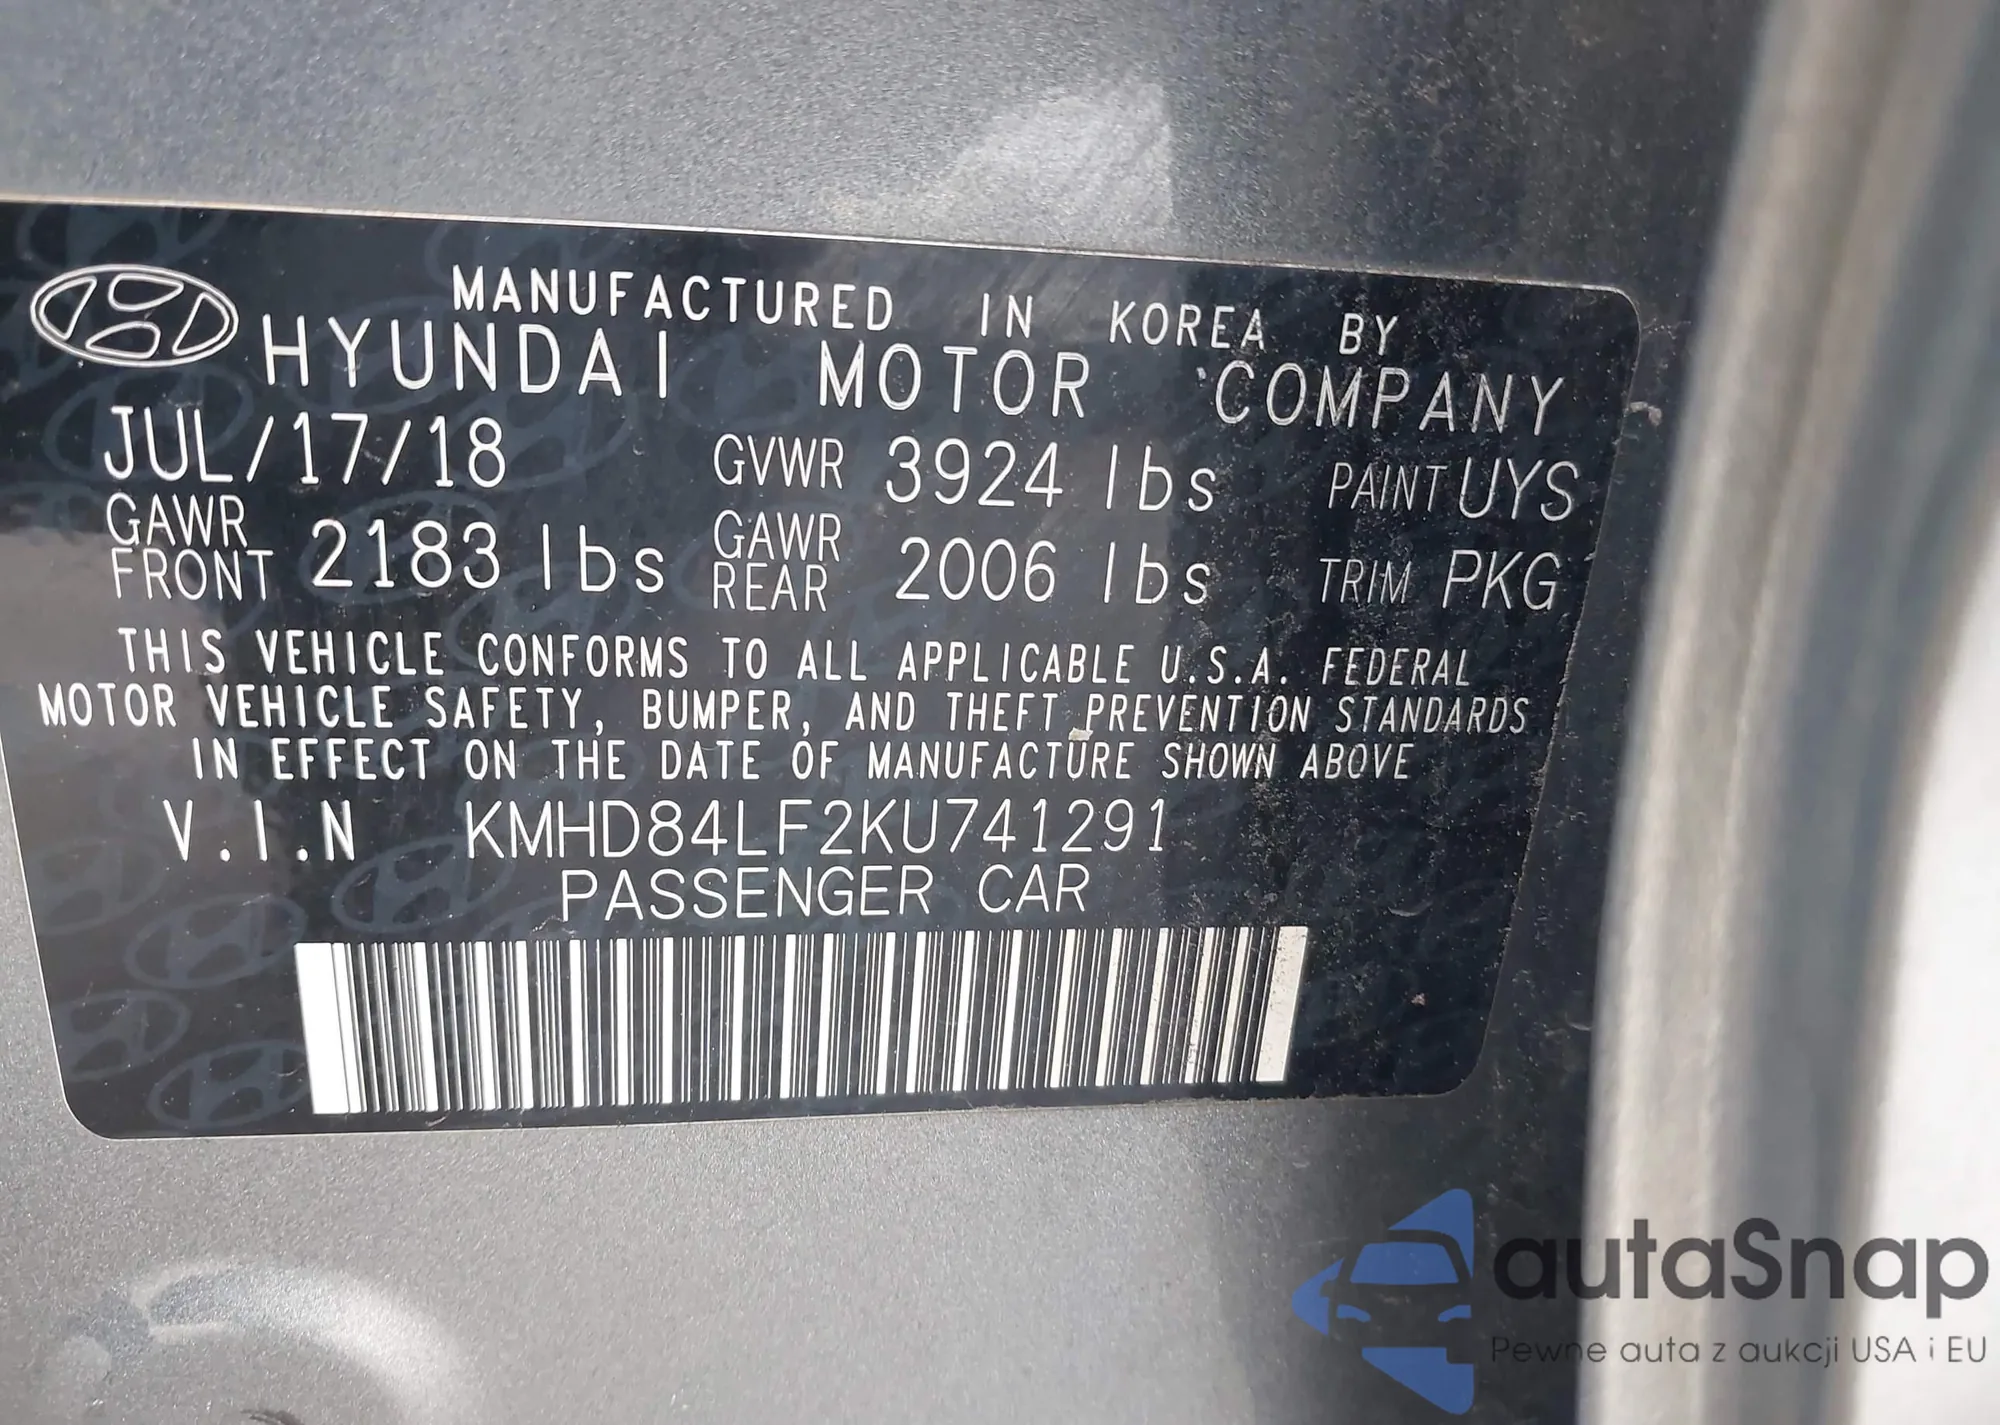 MANUFACTURED IN KOREA BY
HYUNDAI MOTOR COMPANY
JUL/17/18 GVWR 3924 lbs PAINT UYS
GAWR FRONT 2183 lbs GAWR REAR 2006 lbs TRIM PKG
THIS VEHICLE CONFORMS TO ALL APPLICABLE U.S.A. FEDERAL
MOTOR VEHICLE SAFETY, BUMPER, AND THEFT PREVENTION STANDARDS
IN EFFECT ON THE DATE OF MANUFACTURE SHOWN ABOVE
V.I.N KMHD84LF2KU741291
PASSENGER CAR
autaSnap
Pewne auta z aukcji USA i EU